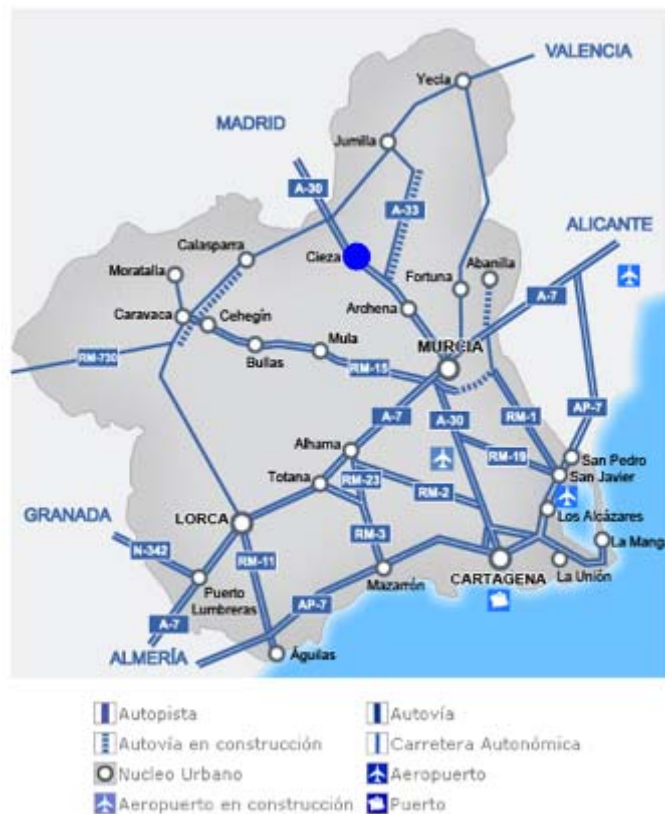 VALENCIA
Yecla
MADRID
Jumilla
A-30
A-33
ALICANTE
Calasparra
Cieza
Moratalla
Fortuna
Abanilla
A-7
Archena
Caravaca
Cehegín
Mula
MURCIA
Bullas
RM-730
RM-15
A-7
A-30
RM-1
AP-7
Alhama
San Pedro
RM-19
San Javier
Totana
RM-23
RM-2
LORCA
Los Alcázares
GRANADA
RM-3
La Manga
N-342
RM-11
Mazarrón
CARTAGENA
La Unión
Puerto
Lumbreras
AP-7
A-7
ALMERÍA
Águilas
Autopista
Autovía
Autovía en construcción
Carretera Autonómica
Nucleo Urbano
Aeropuerto
Aeropuerto en construcción
Puerto